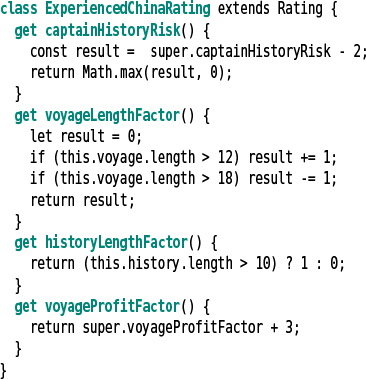 class ExperiencedChinaRating extends Rating {
  get captainHistoryRisk() {
    const result =  super.captainHistoryRisk - 2;
    return Math.max(result, 0);
  }
  get voyageLengthFactor() {
    let result = 0;
    if (this.voyage.length > 12) result += 1;
    if (this.voyage.length > 18) result -= 1;
    return result;
  }
  get historyLengthFactor() {
    return (this.history.length > 10) ? 1 : 0;
  }
  get voyageProfitFactor() {
    return super.voyageProfitFactor + 3;
  }
}